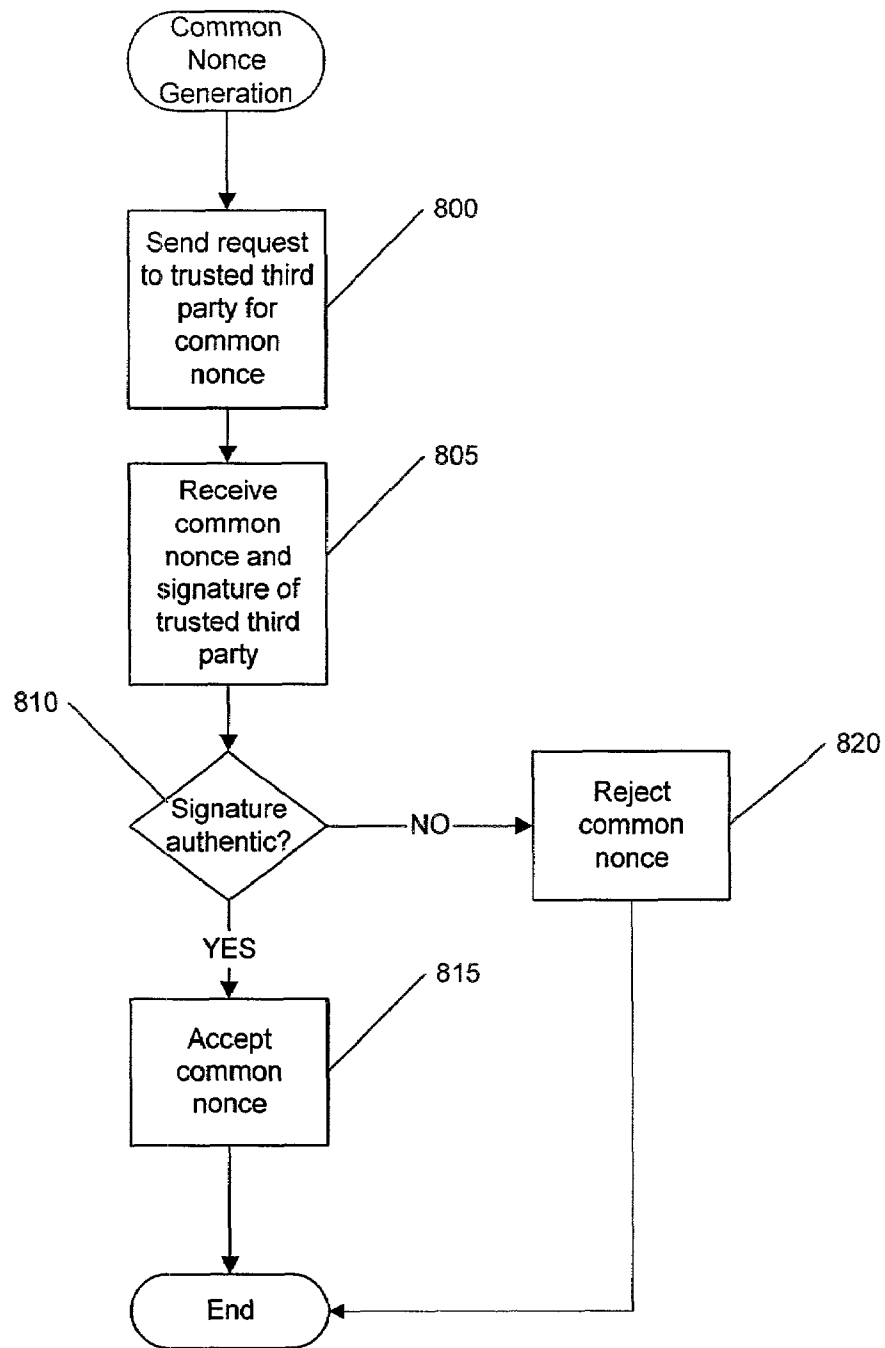 Common
Nonce
Generation
800
Send request
to trusted third
party for
common
nonce
805
Receive
common
nonce and
signature of
trusted third
party
810
Signature
authentic?
NO
820
Reject
common
nonce
YES
815
Accept
common
nonce
End